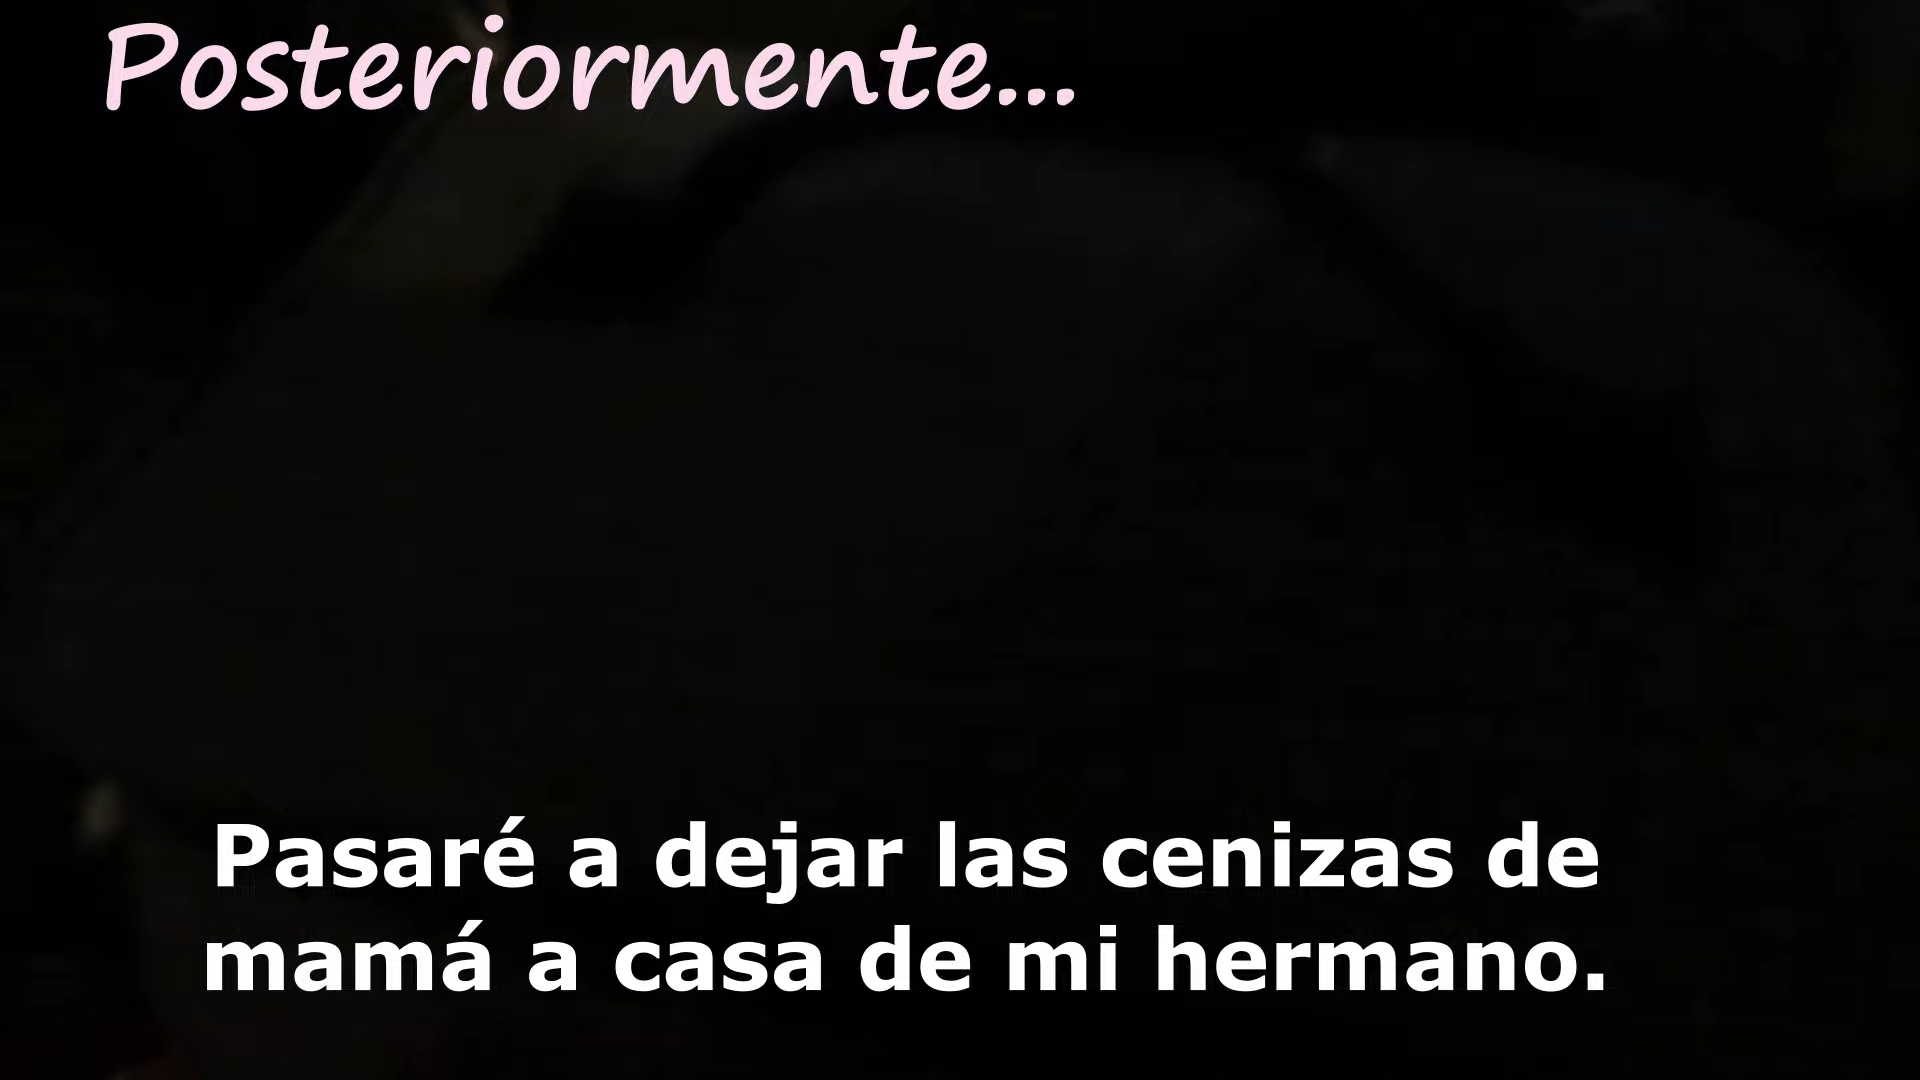 Posteriormente...
Pasaré a dejar las cenizas de
mamá a casa de mi hermano.